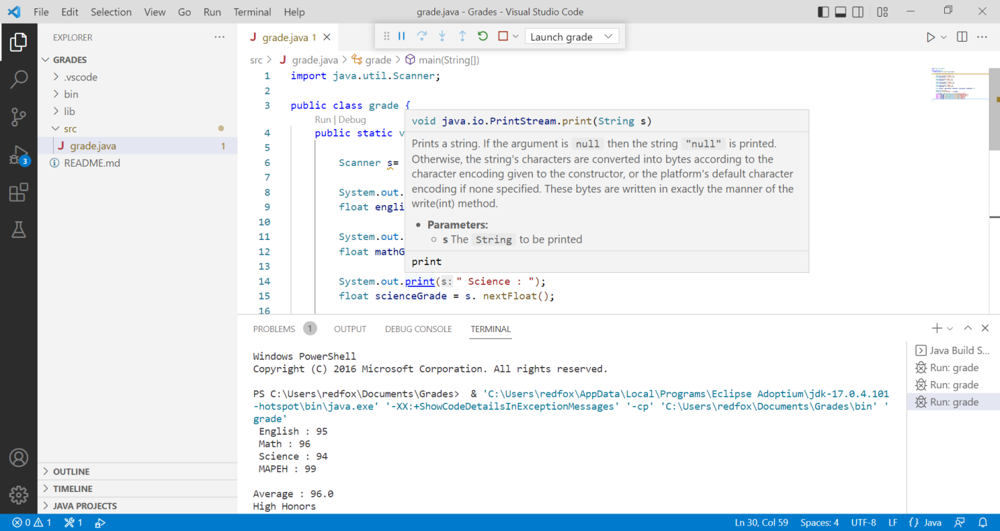 File Edit Selection View Go Run Terminal Help
grade.java - Grades - Visual Studio Code
EXPLORER
GRADES
.vscode
bin
lib
src
J grade.java 1
README.md
OUTLINE
TIMELINE
JAVA PROJECTS
3
J grade.java 1
Launch grade
src > J grade.java > grade > main(String[])
1 import java.util.Scanner;
2
3 public class grade {
Run | Debug
4 public static v
5
6 Scanner s=
7
8 System.out.
9 float engli
10
11 System.out.
12 float mathG
13
14 System.out.print(s:" Science : ");
15 float scienceGrade = s. nextFloat();
16
void java.io.PrintStream.print(String s)
Prints a string. If the argument is null then the string "null" is printed.
Otherwise, the string's characters are converted into bytes according to the
character encoding given to the constructor, or the platform's default character
encoding if none specified. These bytes are written in exactly the manner of the
write(int) method.
Parameters:
s The String to be printed
print
PROBLEMS 1 OUTPUT DEBUG CONSOLE TERMINAL
Windows PowerShell
Copyright (C) 2016 Microsoft Corporation. All rights reserved.
PS C:\Users\redfox\Documents\Grades> & 'C:\Users\redfox\AppData\Local\Programs\Eclipse Adoptium\jdk-17.0.4.101
-hotspot\bin\java.exe' '-XX:+ShowCodeDetailsInExceptionMessages' '-cp' 'C:\Users\redfox\Documents\Grades\bin' '
grade'
English : 95
Math : 96
Science : 94
MAPEH : 99
Average : 96.0
High Honors
Java Build S...
Run: grade
Run: grade
Run: grade
0 1 1
Ln 30, Col 59 Spaces: 4 UTF-8 LF {} Java